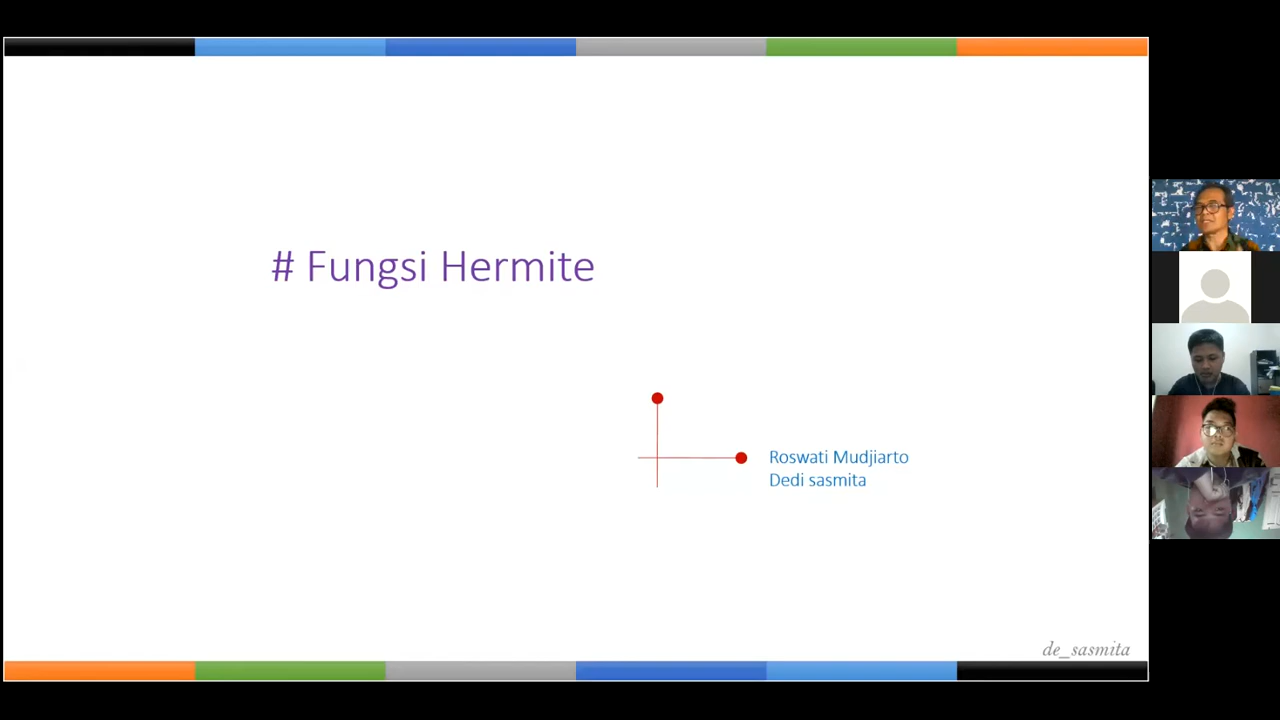 # Fungsi Hermite
Roswati Mudjiarto
Dedi sasmita
de_sasmita